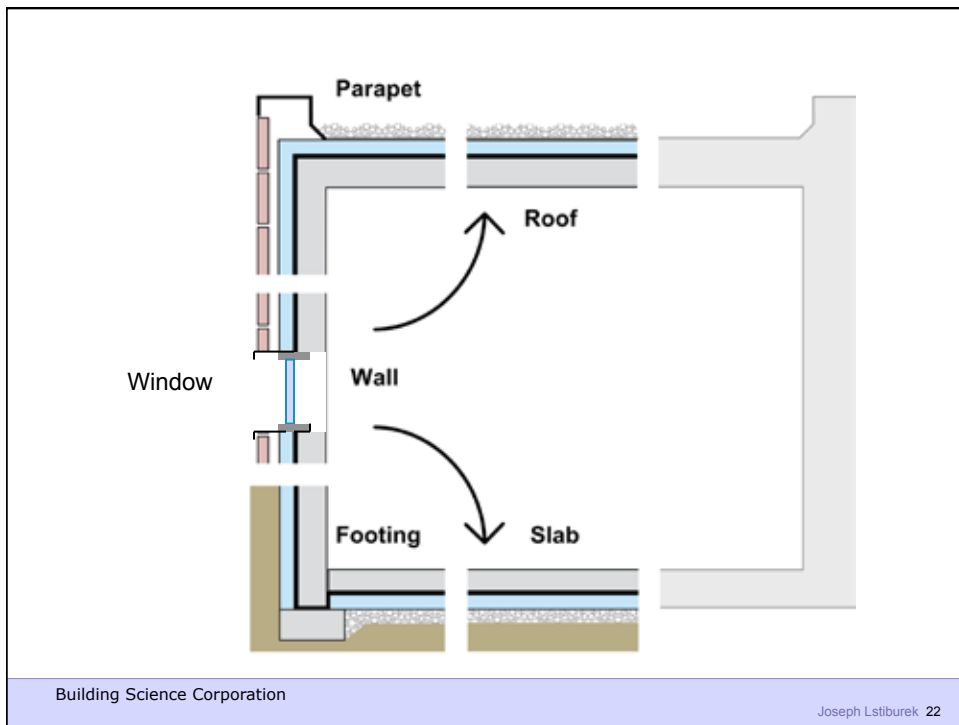 Parapet
Roof
Window
Wall
Footing
Slab
Building Science Corporation
Joseph Lstiburek 22